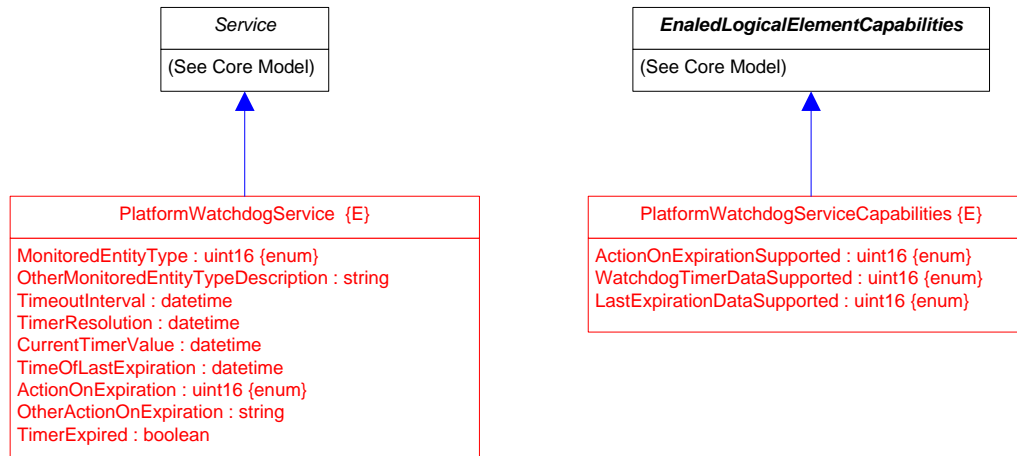 Service
(See Core Model)
EnaledLogicalElementCapabilities
(See Core Model)
PlatformWatchdogService {E}
MonitoredEntityType : uint16 {enum}
OtherMonitoredEntityTypeDescription : string
TimeoutInterval : datetime
TimerResolution : datetime
CurrentTimerValue : datetime
TimeOfLastExpiration : datetime
ActionOnExpiration : uint16 {enum}
OtherActionOnExpiration : string
TimerExpired : boolean
PlatformWatchdogServiceCapabilities {E}
ActionOnExpirationSupported : uint16 {enum}
WatchdogTimerDataSupported : uint16 {enum}
LastExpirationDataSupported : uint16 {enum}